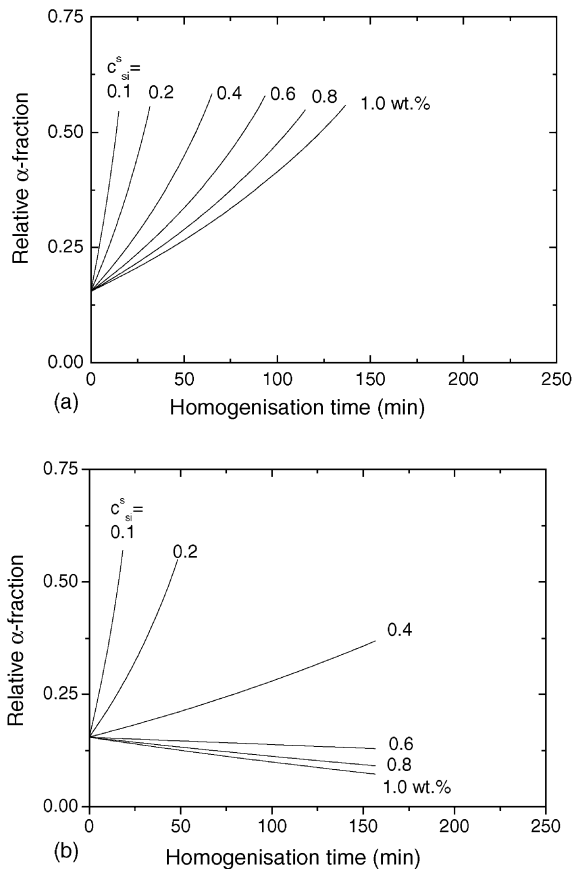 0.75
c^s_si=
0.1 0.2 0.4 0.6 0.8 1.0 wt.%
0.50
Relative α-fraction
0.25
0.00
0 50 100 150 200 250
(a)
Homogenisation time (min)
0.75
c^s_si=
0.1
0.2
0.50
Relative α-fraction
0.4
0.25
0.6
0.8
1.0 wt.%
0.00
0 50 100 150 200 250
(b)
Homogenisation time (min)